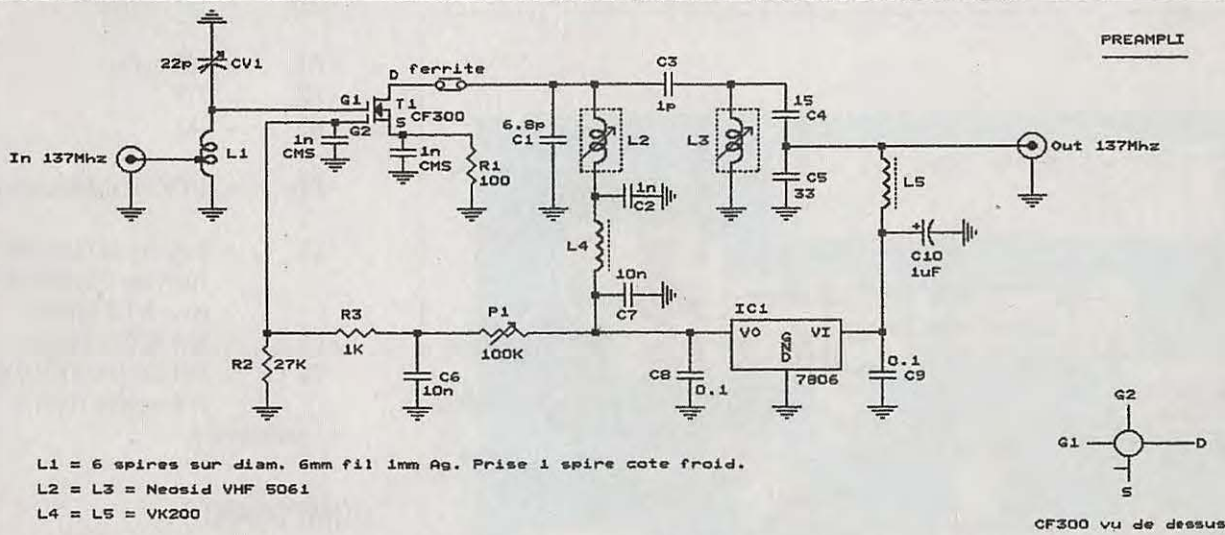 PREAMPLI
22p CV1
D ferrite
C3
1p
G1
T1
CF300
G2
S
1n
CMS
1n
CMS
R1
100
6.8p
C1
L2
L3
15
C4
In 137Mhz
L1
Out 137Mhz
C5
33
L5
1n
C2
L4
10n
C7
+
C10
1uF
R3
1K
P1
100K
IC1
VO GND VI
7806
R2 27K
C6
10n
C8
0.1
0.1
C9
G2
G1 D
S
L1 = 6 spires sur diam. 6mm fil 1mm Ag. Prise 1 spire cote froid.
L2 = L3 = Neosid VHF 5061
L4 = L5 = VK200
CF300 vu de dessus